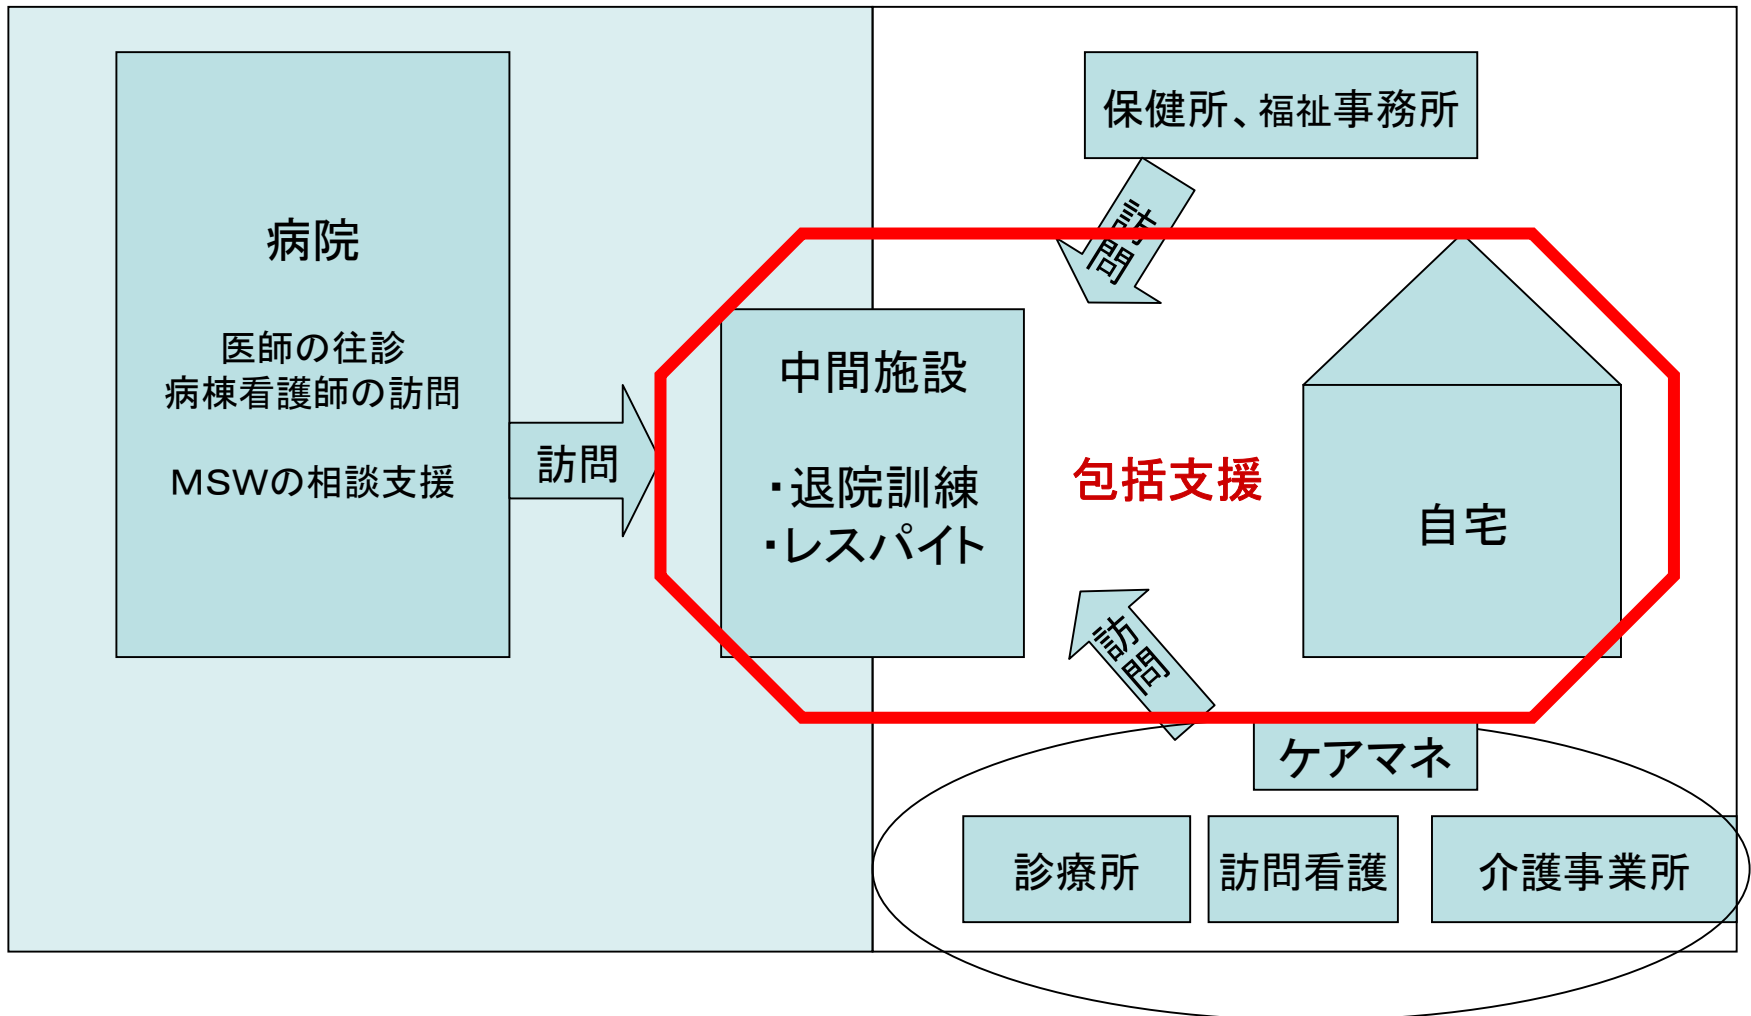 病院
医師の往診
病棟看護師の訪問
MSWの相談支援
訪問
中間施設
・退院訓練
・レスパイト
保健所、福祉事務所
訪問
包括支援
自宅
訪問
ケアマネ
診療所
訪問看護
介護事業所